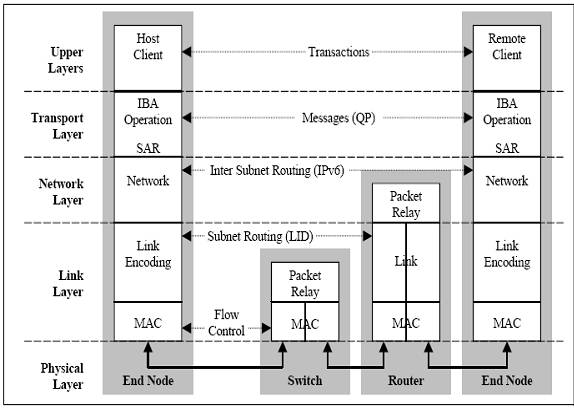 Upper
Layers
Host
Client
Transactions
Remote
Client
Transport
Layer
IBA
Operation
SAR
Messages (QP)
IBA
Operation
SAR
Network
Layer
Network
Inter Subnet Routing (IPv6)
Network
Packet
Relay
Link
Layer
Link
Encoding
Subnet Routing (LID)
Link
Link
Encoding
Packet
Relay
MAC
Flow
Control
MAC
MAC
MAC
Physical
Layer
End Node
Switch
Router
End Node